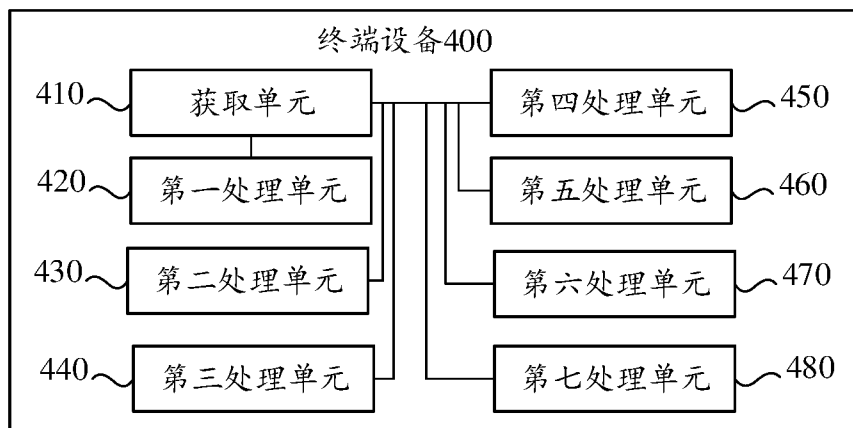 终端设备400
410 获取单元 第四处理单元 450
420 第一处理单元 第五处理单元 460
430 第二处理单元 第六处理单元 470
440 第三处理单元 第七处理单元 480